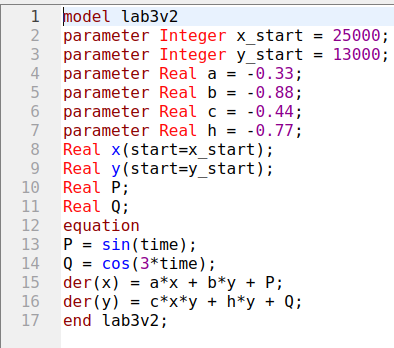 1 model lab3v2
2 parameter Integer x_start = 25000;
3 parameter Integer y_start = 13000;
4 parameter Real a = -0.33;
5 parameter Real b = -0.88;
6 parameter Real c = -0.44;
7 parameter Real h = -0.77;
8 Real x(start=x_start);
9 Real y(start=y_start);
10 Real P;
11 Real Q;
12 equation
13 P = sin(time);
14 Q = cos(3*time);
15 der(x) = a*x + b*y + P;
16 der(y) = c*x*y + h*y + Q;
17 end lab3v2;